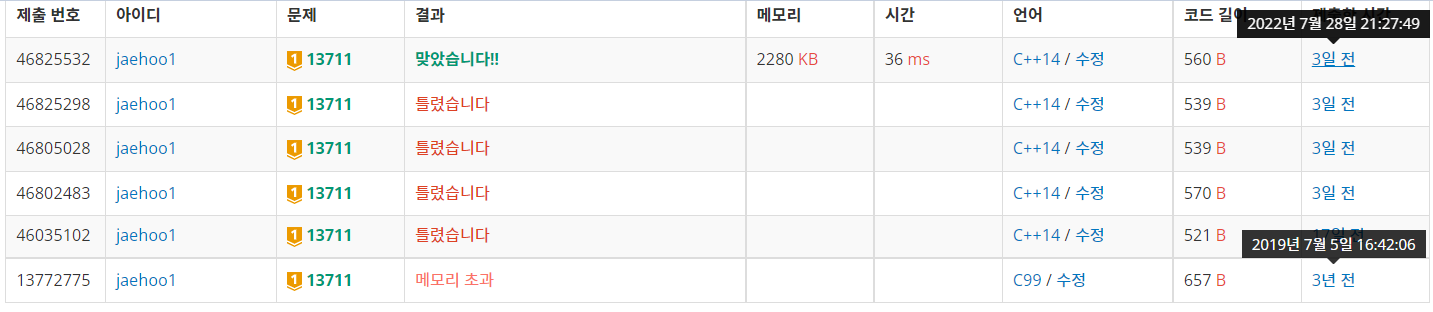 제출 번호 아이디 문제 결과 메모리 시간 언어 코드 길이
2022년 7월 28일 21:27:49
46825532 jaehoo1 1 13711 맞았습니다!! 2280 KB 36 ms C++14 / 수정 560 B 3일 전
46825298 jaehoo1 1 13711 틀렸습니다 C++14 / 수정 539 B 3일 전
46805028 jaehoo1 1 13711 틀렸습니다 C++14 / 수정 539 B 3일 전
46802483 jaehoo1 1 13711 틀렸습니다 C++14 / 수정 570 B 3일 전
46035102 jaehoo1 1 13711 틀렸습니다 C++14 / 수정 521 B
2019년 7월 5일 16:42:06
13772775 jaehoo1 1 13711 메모리 초과 C99 / 수정 657 B 3년 전